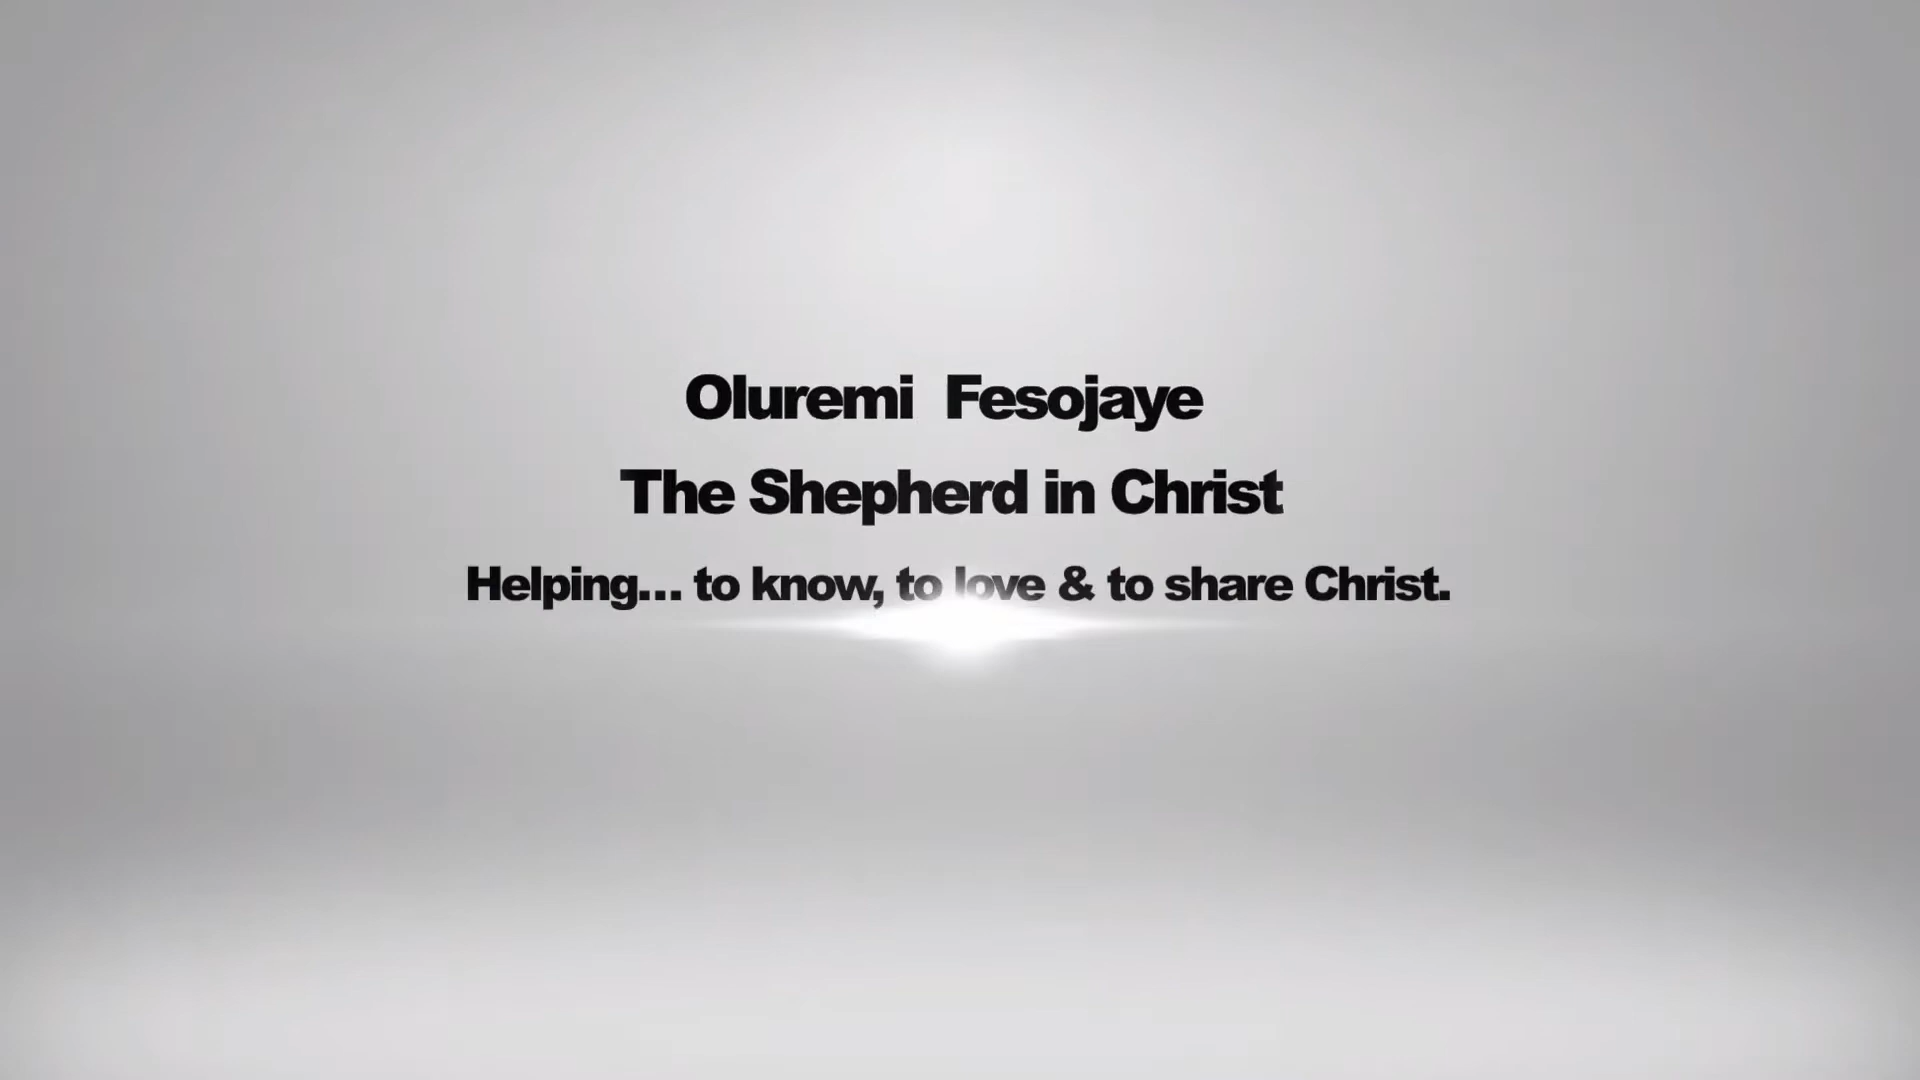 Oluremi Fesojaye
The Shepherd in Christ
Helping... to know, to love & to share Christ.